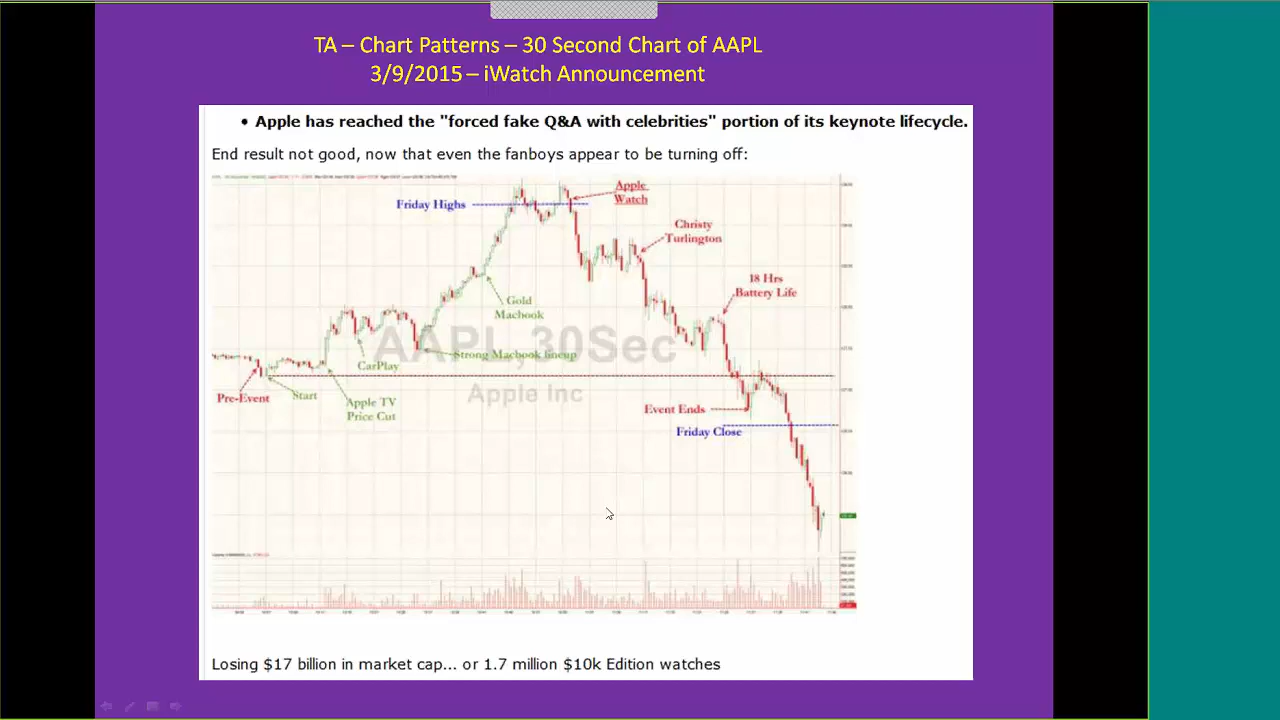 TA – Chart Patterns – 30 Second Chart of AAPL
3/9/2015 – iWatch Announcement
• Apple has reached the "forced fake Q&A with celebrities" portion of its keynote lifecycle.
End result not good, now that even the fanboys appear to be turning off:
Apple
Watch
Friday Highs
Christy
Turlington
18 Hrs
Battery Life
Gold
Macbook
AAPL,30Sec
Strong Macbook lineup
CarPlay
Apple Inc
Pre-Event
Start
Apple TV
Price Cut
Event Ends
Friday Close
Losing $17 billion in market cap... or 1.7 million $10k Edition watches